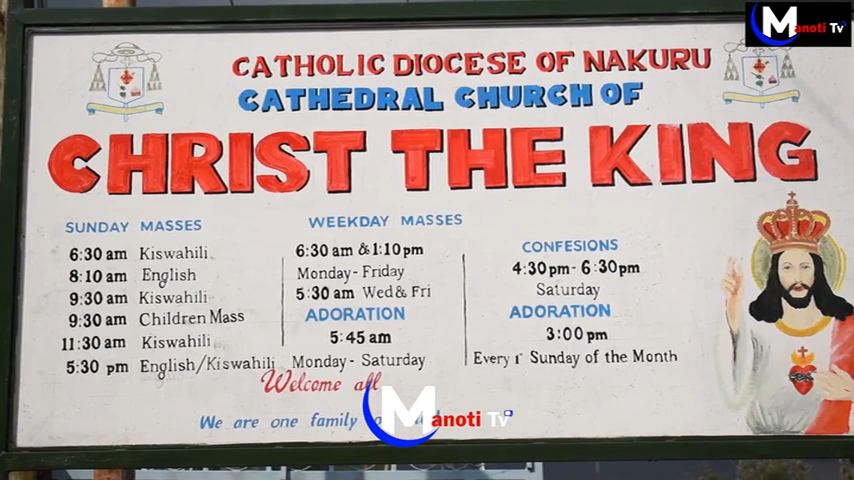 Manoti Tv
CATHOLIC DIOCESE OF NAKURU
CATHEDRAL CHURCH OF
CHRIST THE KING
SUNDAY MASSES
6:30 am Kiswahili
8:10 am English
9:30 am Kiswahili
9:30 am Children Mass
11:30 am Kiswahili
5:30 pm English/Kiswahili
WEEKDAY MASSES
6:30 am & 1:10 pm
Monday - Friday
5:30 am Wed & Fri
ADORATION
5:45 am
Monday - Saturday
CONFESIONS
4:30 pm - 6:30 pm
Saturday
ADORATION
3:00 pm
Every 1st Sunday of the Month
Welcome all
We are one family
Manoti Tv